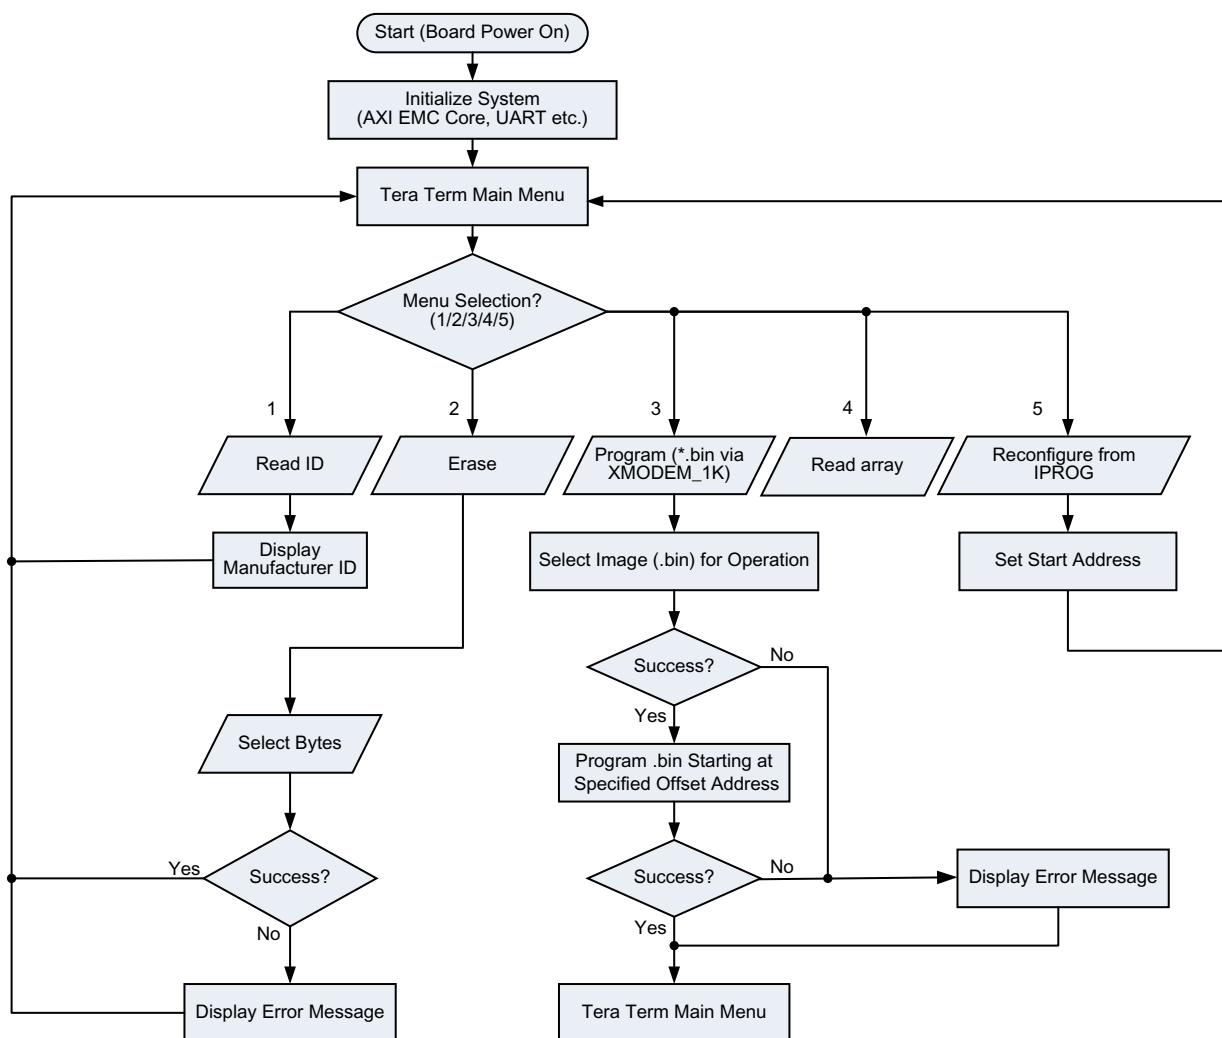 Start (Board Power On)
Initialize System
(AXI EMC Core, UART etc.)
Tera Term Main Menu
Menu Selection?
(1/2/3/4/5)
1
2
3
4
5
Read ID
Erase
Program (*.bin via
XMODEM_1K)
Read array
Reconfigure from
IPROG
Display
Manufacturer ID
Select Image (.bin) for Operation
Set Start Address
Success?
No
Yes
Select Bytes
Program .bin Starting at
Specified Offset Address
Yes
Success?
No
Success?
No
Yes
Display Error Message
Display Error Message
Tera Term Main Menu